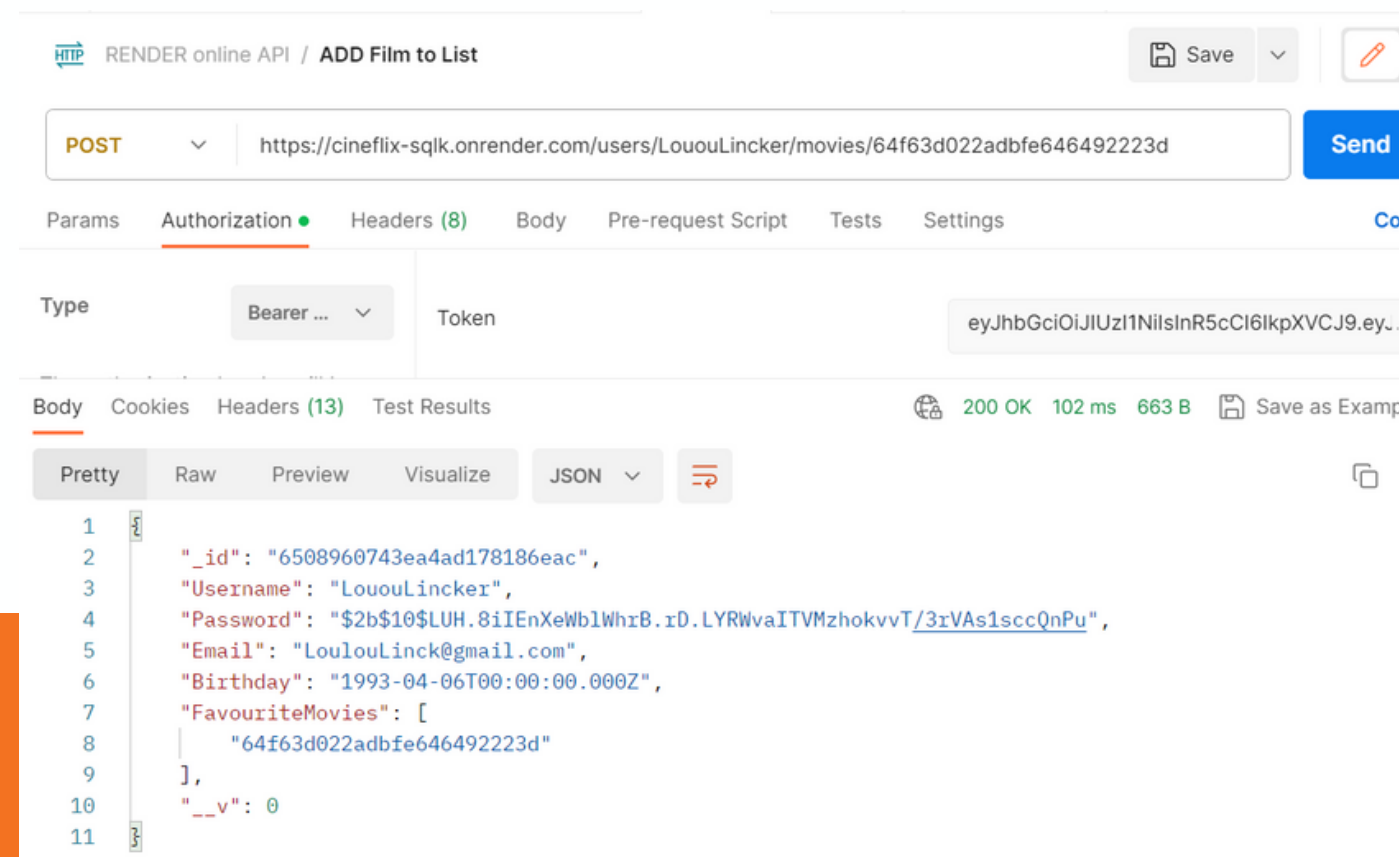 HTTP RENDER online API / ADD Film to List Save
POST https://cineflix-sqlk.onrender.com/users/LououLincker/movies/64f63d022adbfe646492223d Send
Params Authorization Headers (8) Body Pre-request Script Tests Settings
Type Bearer ... Token eyJhbGciOiJIUzI1NiIsInR5cCI6IkpXVCJ9.eyJ
Body Cookies Headers (13) Test Results 200 OK 102 ms 663 B Save as
Pretty Raw Preview Visualize JSON
1 {
2 "_id": "6508960743ea4ad178186eac",
3 "Username": "LououLincker",
4 "Password": "$2b$10$LUH.8iIEnXeWblWhrB.rD.LYRWvaITVMzhokvvT/3rVAs1sccQnPu",
5 "Email": "LoulouLinck@gmail.com",
6 "Birthday": "1993-04-06T00:00:00.000Z",
7 "FavouriteMovies": [
8 "64f63d022adbfe646492223d"
9 ],
10 "__v": 0
11 }